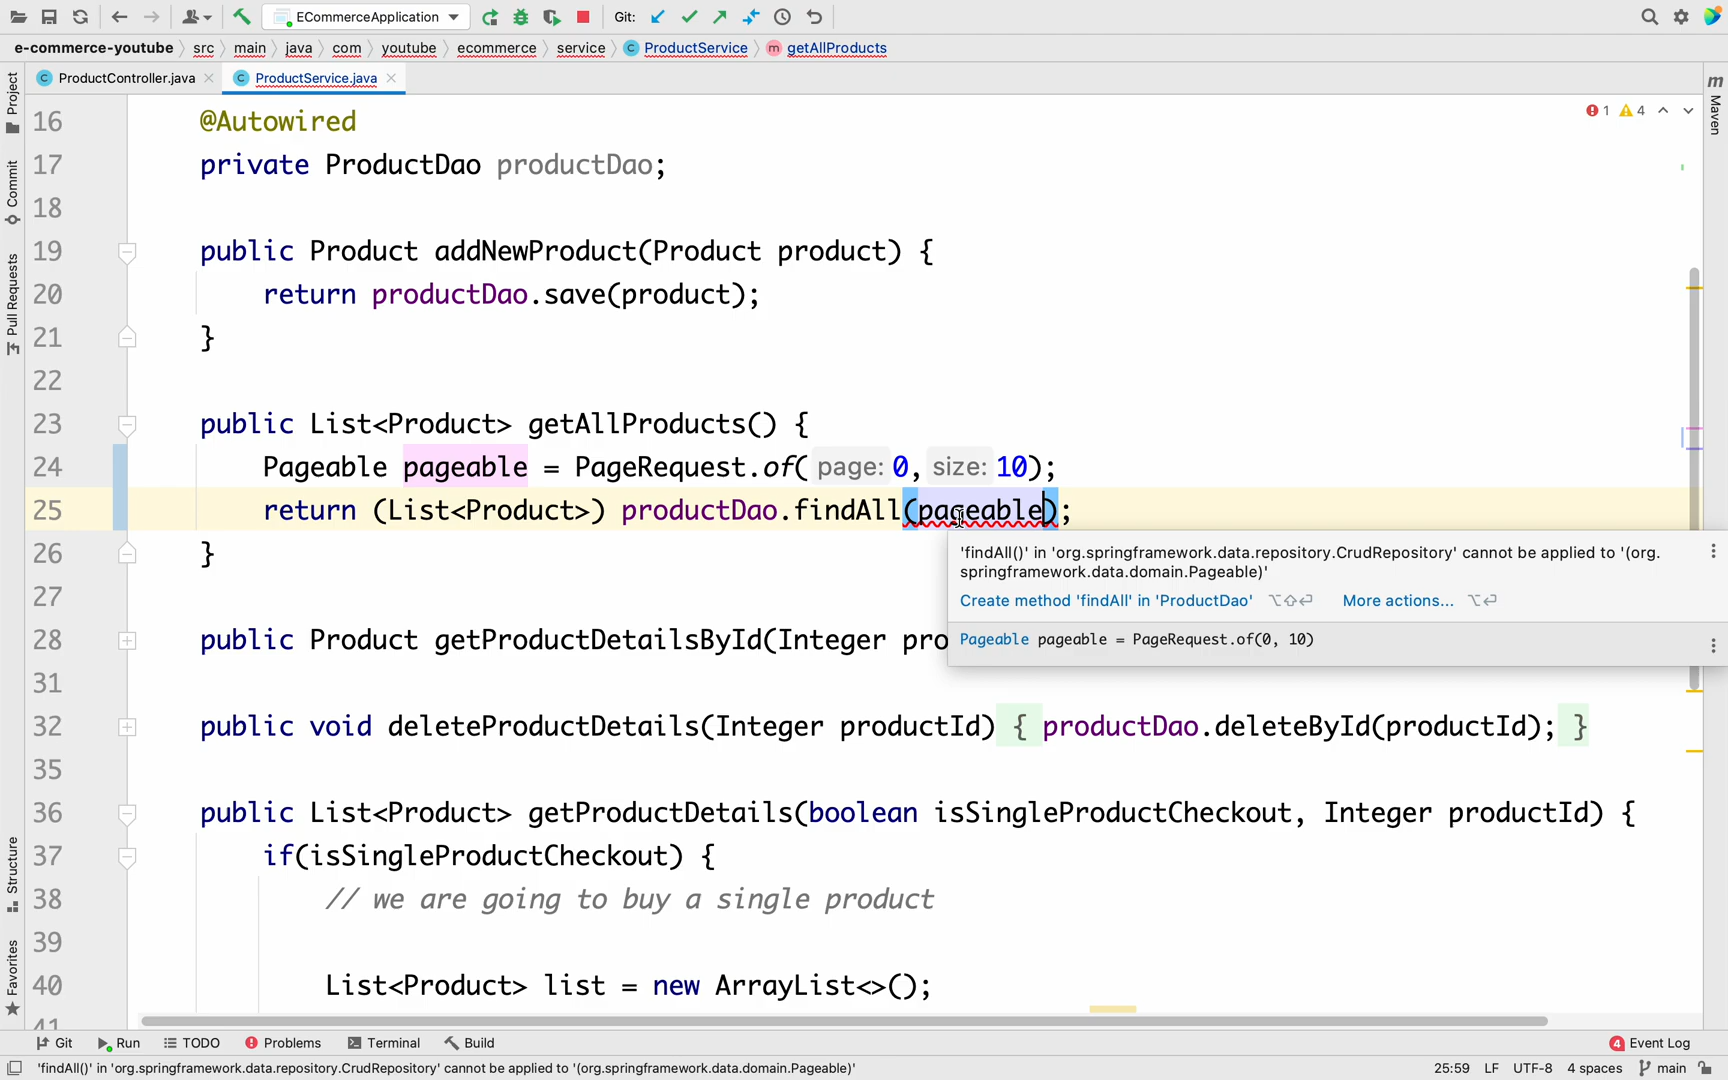 ECommerceApplication
Git:
e-commerce-youtube
src
main
java
com
youtube
ecommerce
service
ProductService
getAllProducts
ProductController.java
ProductService.java
Project
Commit
Pull Requests
Structure
Favorites
Maven
1
4
16 @Autowired
17 private ProductDao productDao;
18
19 public Product addNewProduct(Product product) {
20 return productDao.save(product);
21 }
22
23 public List<Product> getAllProducts() {
24 Pageable pageable = PageRequest.of( page: 0, size: 10);
25 return (List<Product>) productDao.findAll(pageable);
26 }
27
28 public Product getProductDetailsById(Integer pro
31
32 public void deleteProductDetails(Integer productId) { productDao.deleteById(productId); }
35
36 public List<Product> getProductDetails(boolean isSingleProductCheckout, Integer productId) {
37 if(isSingleProductCheckout) {
38 // we are going to buy a single product
39
40 List<Product> list = new ArrayList<>();
41
'findAll()' in 'org.springframework.data.repository.CrudRepository' cannot be applied to '(org.
springframework.data.domain.Pageable)'
Create method 'findAll' in 'ProductDao' ⌥⇧⏎ More actions... ⌥⏎
Pageable pageable = PageRequest.of(0, 10)
Git
Run
TODO
Problems
Terminal
Build
4 Event Log
'findAll()' in 'org.springframework.data.repository.CrudRepository' cannot be applied to '(org.springframework.data.domain.Pageable)'
25:59 LF UTF-8 4 spaces main